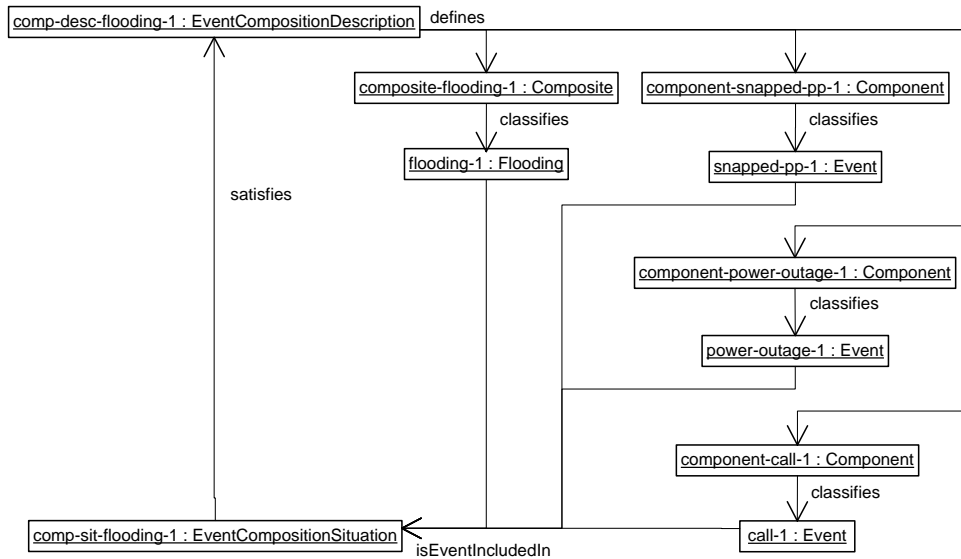 comp-desc-flooding-1 : EventCompositionDescription
defines
composite-flooding-1 : Composite
component-snapped-pp-1 : Component
classifies
classifies
flooding-1 : Flooding
snapped-pp-1 : Event
satisfies
component-power-outage-1 : Component
classifies
power-outage-1 : Event
component-call-1 : Component
classifies
comp-sit-flooding-1 : EventCompositionSituation
call-1 : Event
isEventIncludedIn